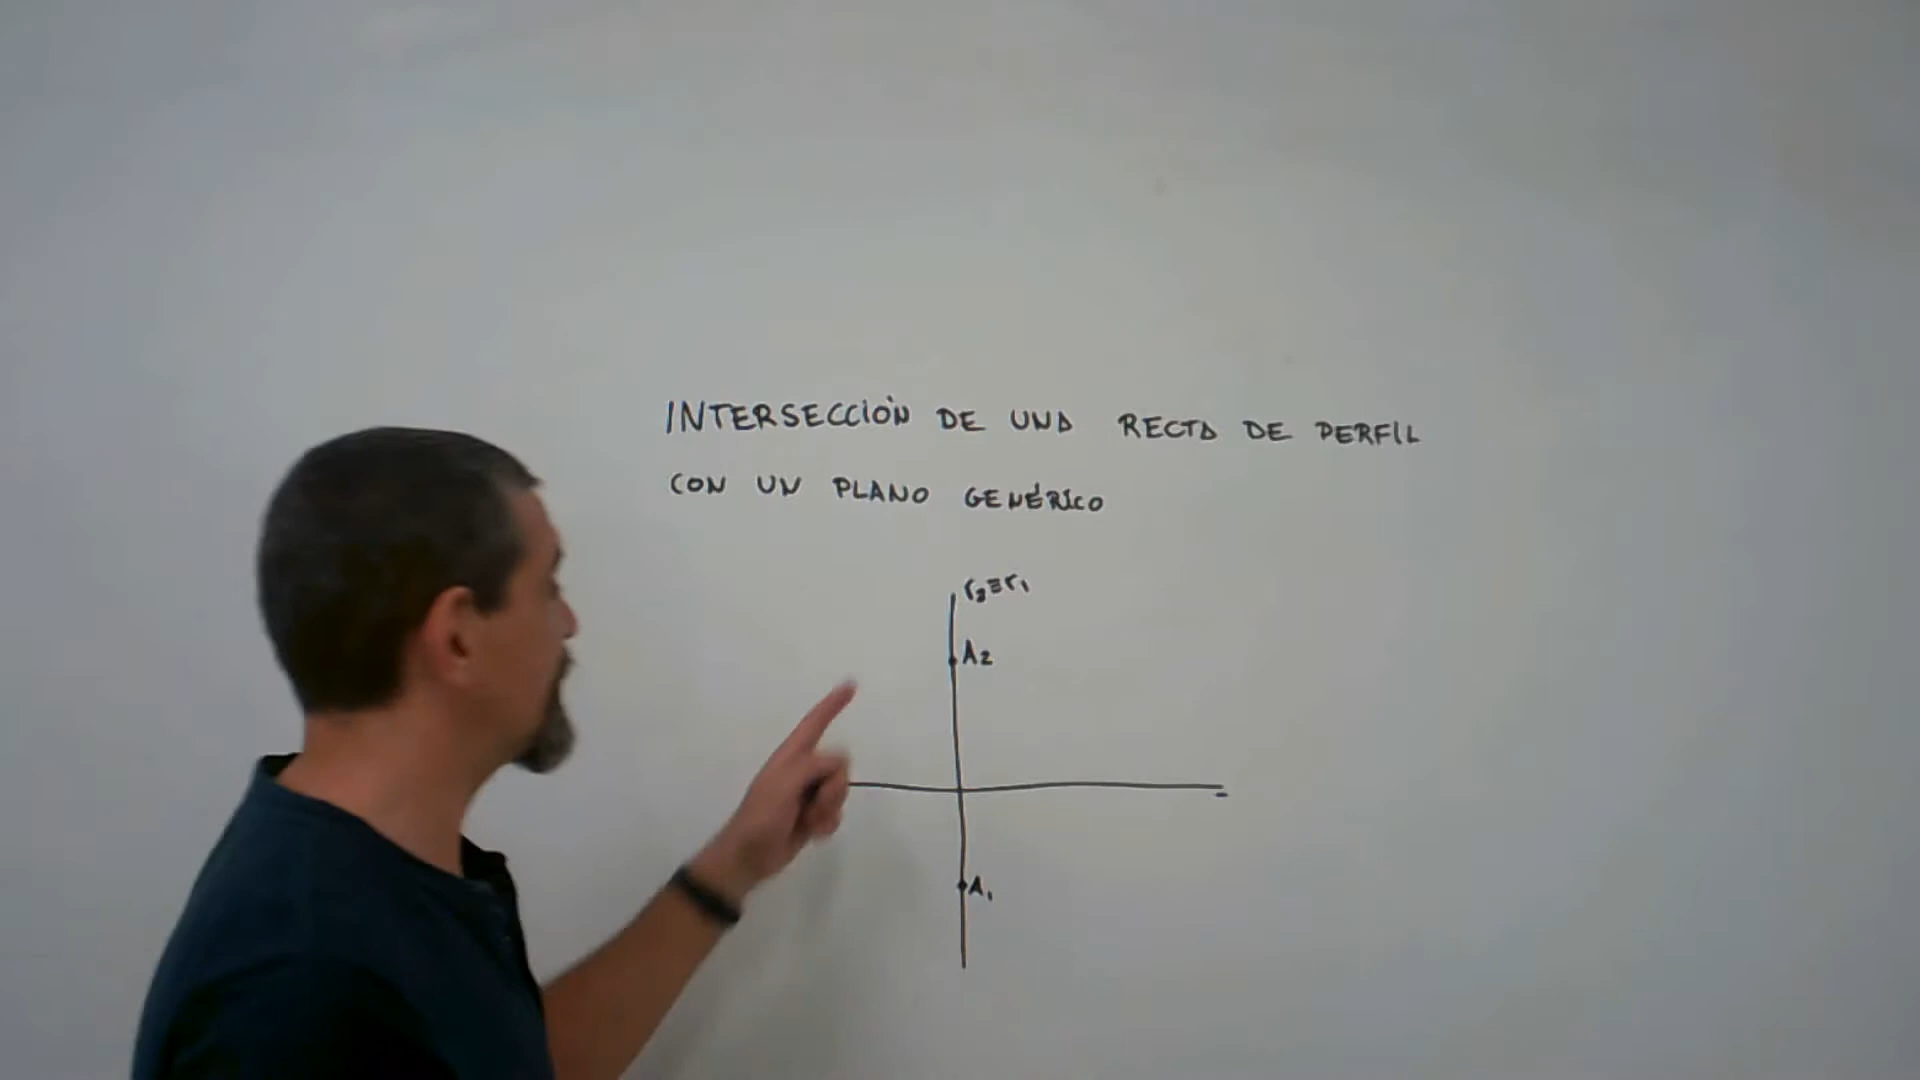 INTERSECCIÓN DE UNA RECTA DE PERFIL
CON UN PLANO GENÉRICO
r₂≡r₁
A₂
A₁